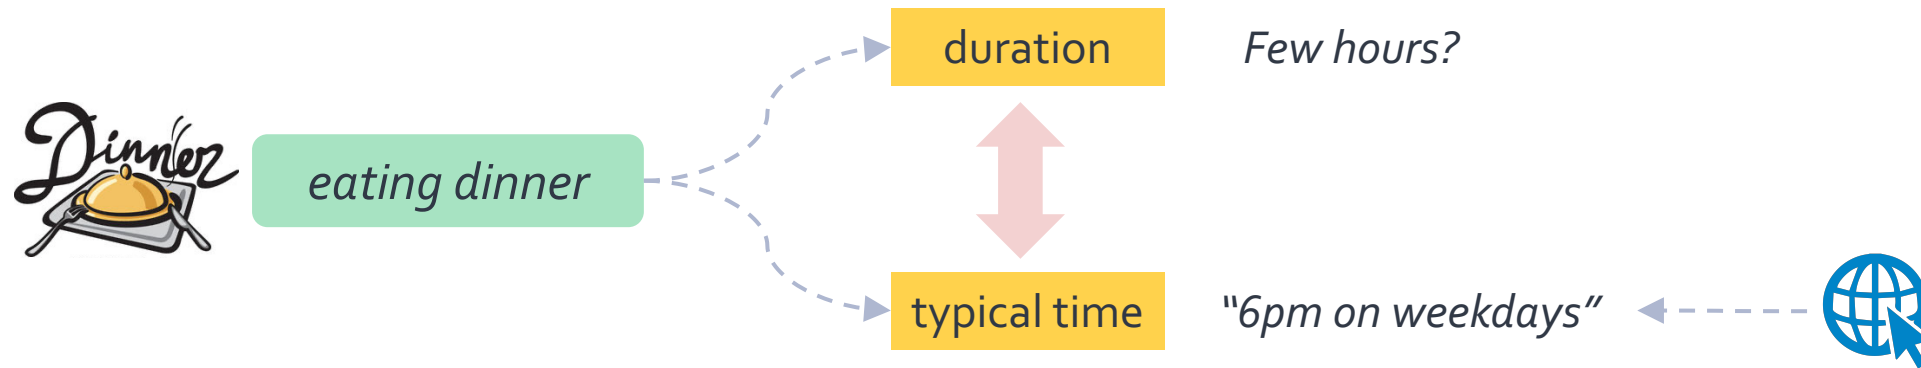 duration
Few hours?
Dinner
eating dinner
typical time
“6pm on weekdays”